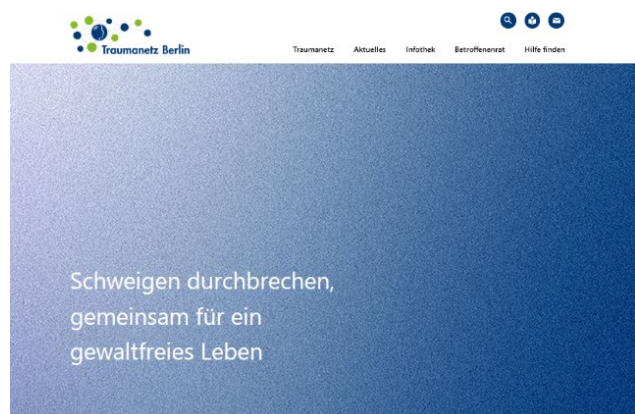 Traumanetz Berlin
Traumanetz Aktuelles Infothek Betroffenenrat Hilfe finden
Schweigen durchbrechen,
gemeinsam für ein
gewaltfreies Leben